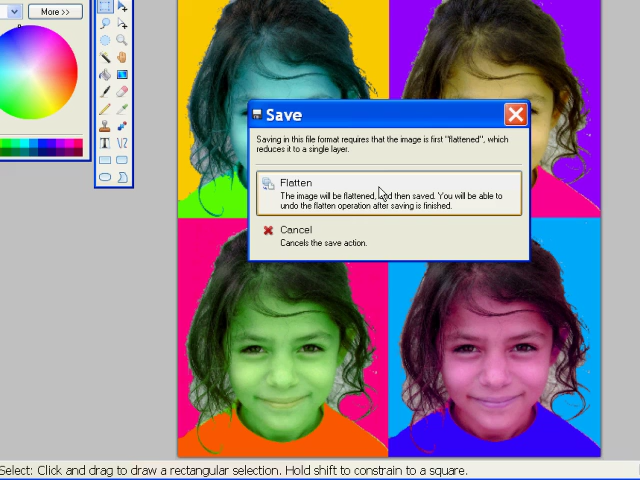 More >>
Save
Saving in this file format requires that the image is first "flattened", which
reduces it to a single layer.
Flatten
The image will be flattened, and then saved. You will be able to
undo the flatten operation after saving is finished.
Cancel
Cancels the save action.
Select: Click and drag to draw a rectangular selection. Hold shift to constrain to a square.